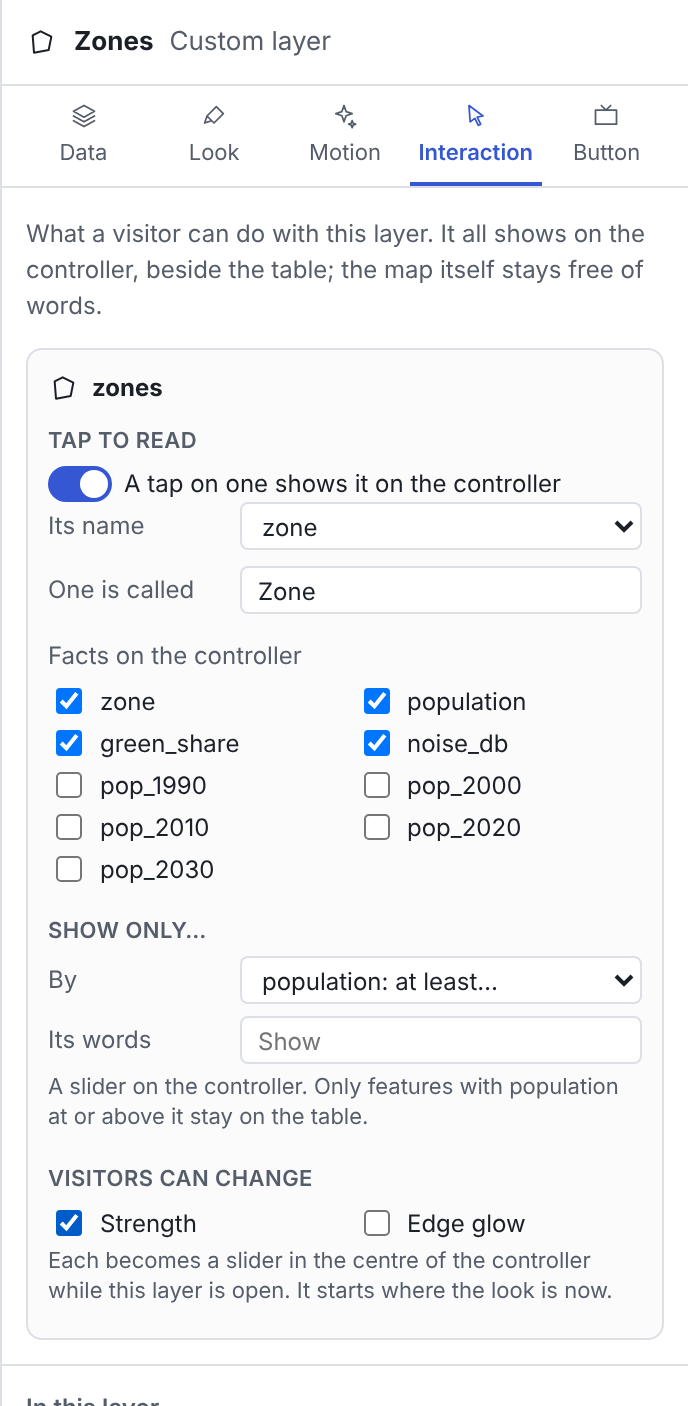 Zones Custom layer
Data Look Motion Interaction Button
What a visitor can do with this layer. It all shows on the
controller, beside the table; the map itself stays free of
words.
zones
TAP TO READ
A tap on one shows it on the controller
Its name zone
One is called Zone
Facts on the controller
zone population
green_share noise_db
pop_1990 pop_2000
pop_2010 pop_2020
pop_2030
SHOW ONLY...
By population: at least...
Its words Show
A slider on the controller. Only features with population
at or above it stay on the table.
VISITORS CAN CHANGE
Strength Edge glow
Each becomes a slider in the centre of the controller
while this layer is open. It starts where the look is now.
In this layer